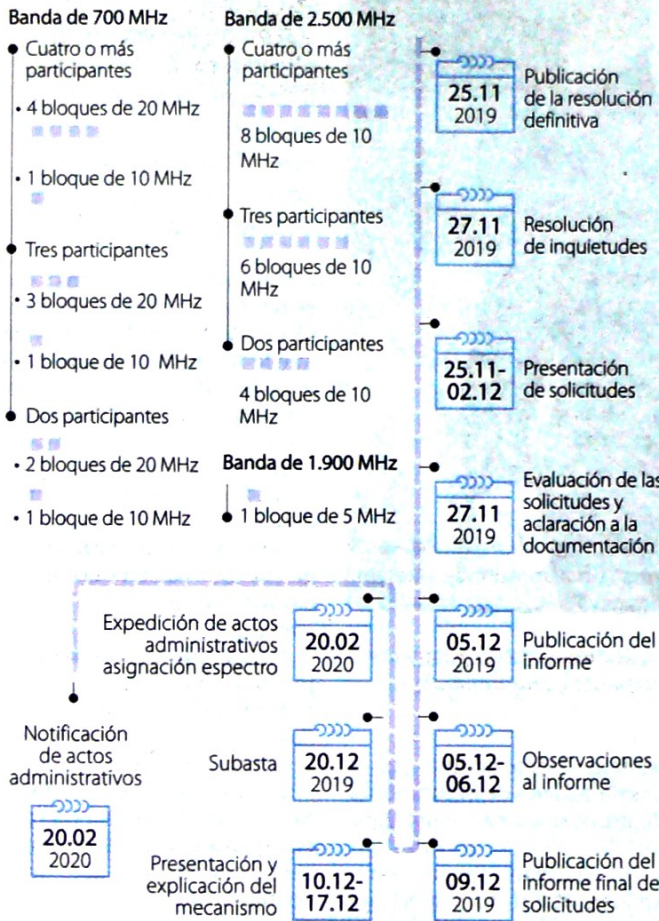 Banda de 700 MHz
Cuatro o más
participantes
• 4 bloques de 20 MHz
• 1 bloque de 10 MHz
Tres participantes
• 3 bloques de 20 MHz
• 1 bloque de 10 MHz
Dos participantes
• 2 bloques de 20 MHz
• 1 bloque de 10 MHz
Banda de 2.500 MHz
Cuatro o más
participantes
8 bloques de 10
MHz
Tres participantes
6 bloques de 10
MHz
Dos participantes
4 bloques de 10
MHz
Banda de 1.900 MHz
1 bloque de 5 MHz
25.11
2019
Publicación
de la resolución
definitiva
27.11
2019
Resolución
de inquietudes
25.11-
02.12
Presentación
de solicitudes
27.11
2019
Evaluación de las
solicitudes y
aclaración a la
documentación
05.12
2019
Publicación del
informe
05.12-
06.12
Observaciones
al informe
09.12
2019
Publicación del
informe final de
solicitudes
Presentación y
explicación del
mecanismo
10.12-
17.12
Subasta
20.12
2019
Expedición de actos
administrativos
asignación espectro
20.02
2020
Notificación
de actos
administrativos
20.02
2020